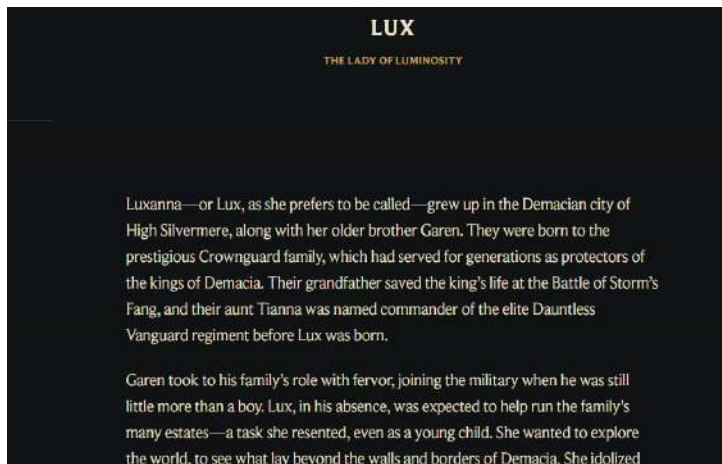 LUX
THE LADY OF LUMINOSITY
Luxanna—or Lux, as she prefers to be called—grew up in the Demacian city of
High Silvermere, along with her older brother Garen. They were born to the
prestigious Crownguard family, which had served for generations as protectors of
the kings of Demacia. Their grandfather saved the king's life at the Battle of Storm's
Fang, and their aunt Tianna was named commander of the elite Dauntless
Vanguard regiment before Lux was born.
Garen took to his family's role with fervor, joining the military when he was still
little more than a boy. Lux, in his absence, was expected to help run the family's
many estates—a task she resented, even as a young child. She wanted to explore
the world, to see what lay beyond the walls and borders of Demacia. She idolized